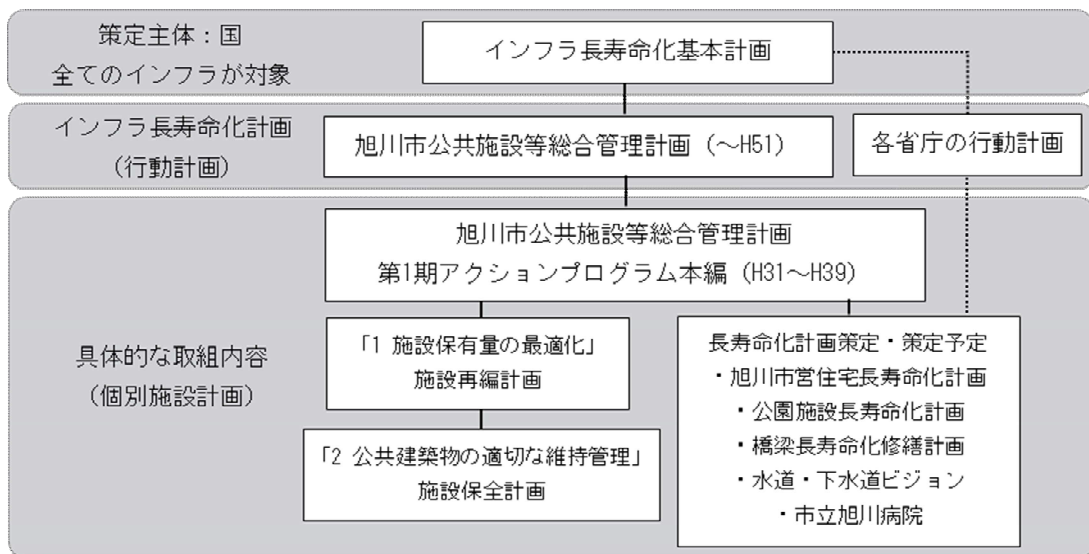 策定主体：国
全てのインフラが対象
インフラ長寿命化基本計画
インフラ長寿命化計画
（行動計画）
旭川市公共施設等総合管理計画（～H51）
各省庁の行動計画
旭川市公共施設等総合管理計画
第1期アクションプログラム本編（H31～H39）
具体的な取組内容
（個別施設計画）
「1 施設保有量の最適化」
施設再編計画
「2 公共建築物の適切な維持管理」
施設保全計画
長寿命化計画策定・策定予定
・旭川市営住宅長寿命化計画
・公園施設長寿命化計画
・橋梁長寿命化修繕計画
・水道・下水道ビジョン
・市立旭川病院